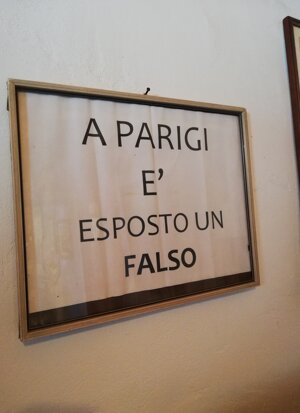 A PARIGI
E'
ESPOSTO UN
FALSO